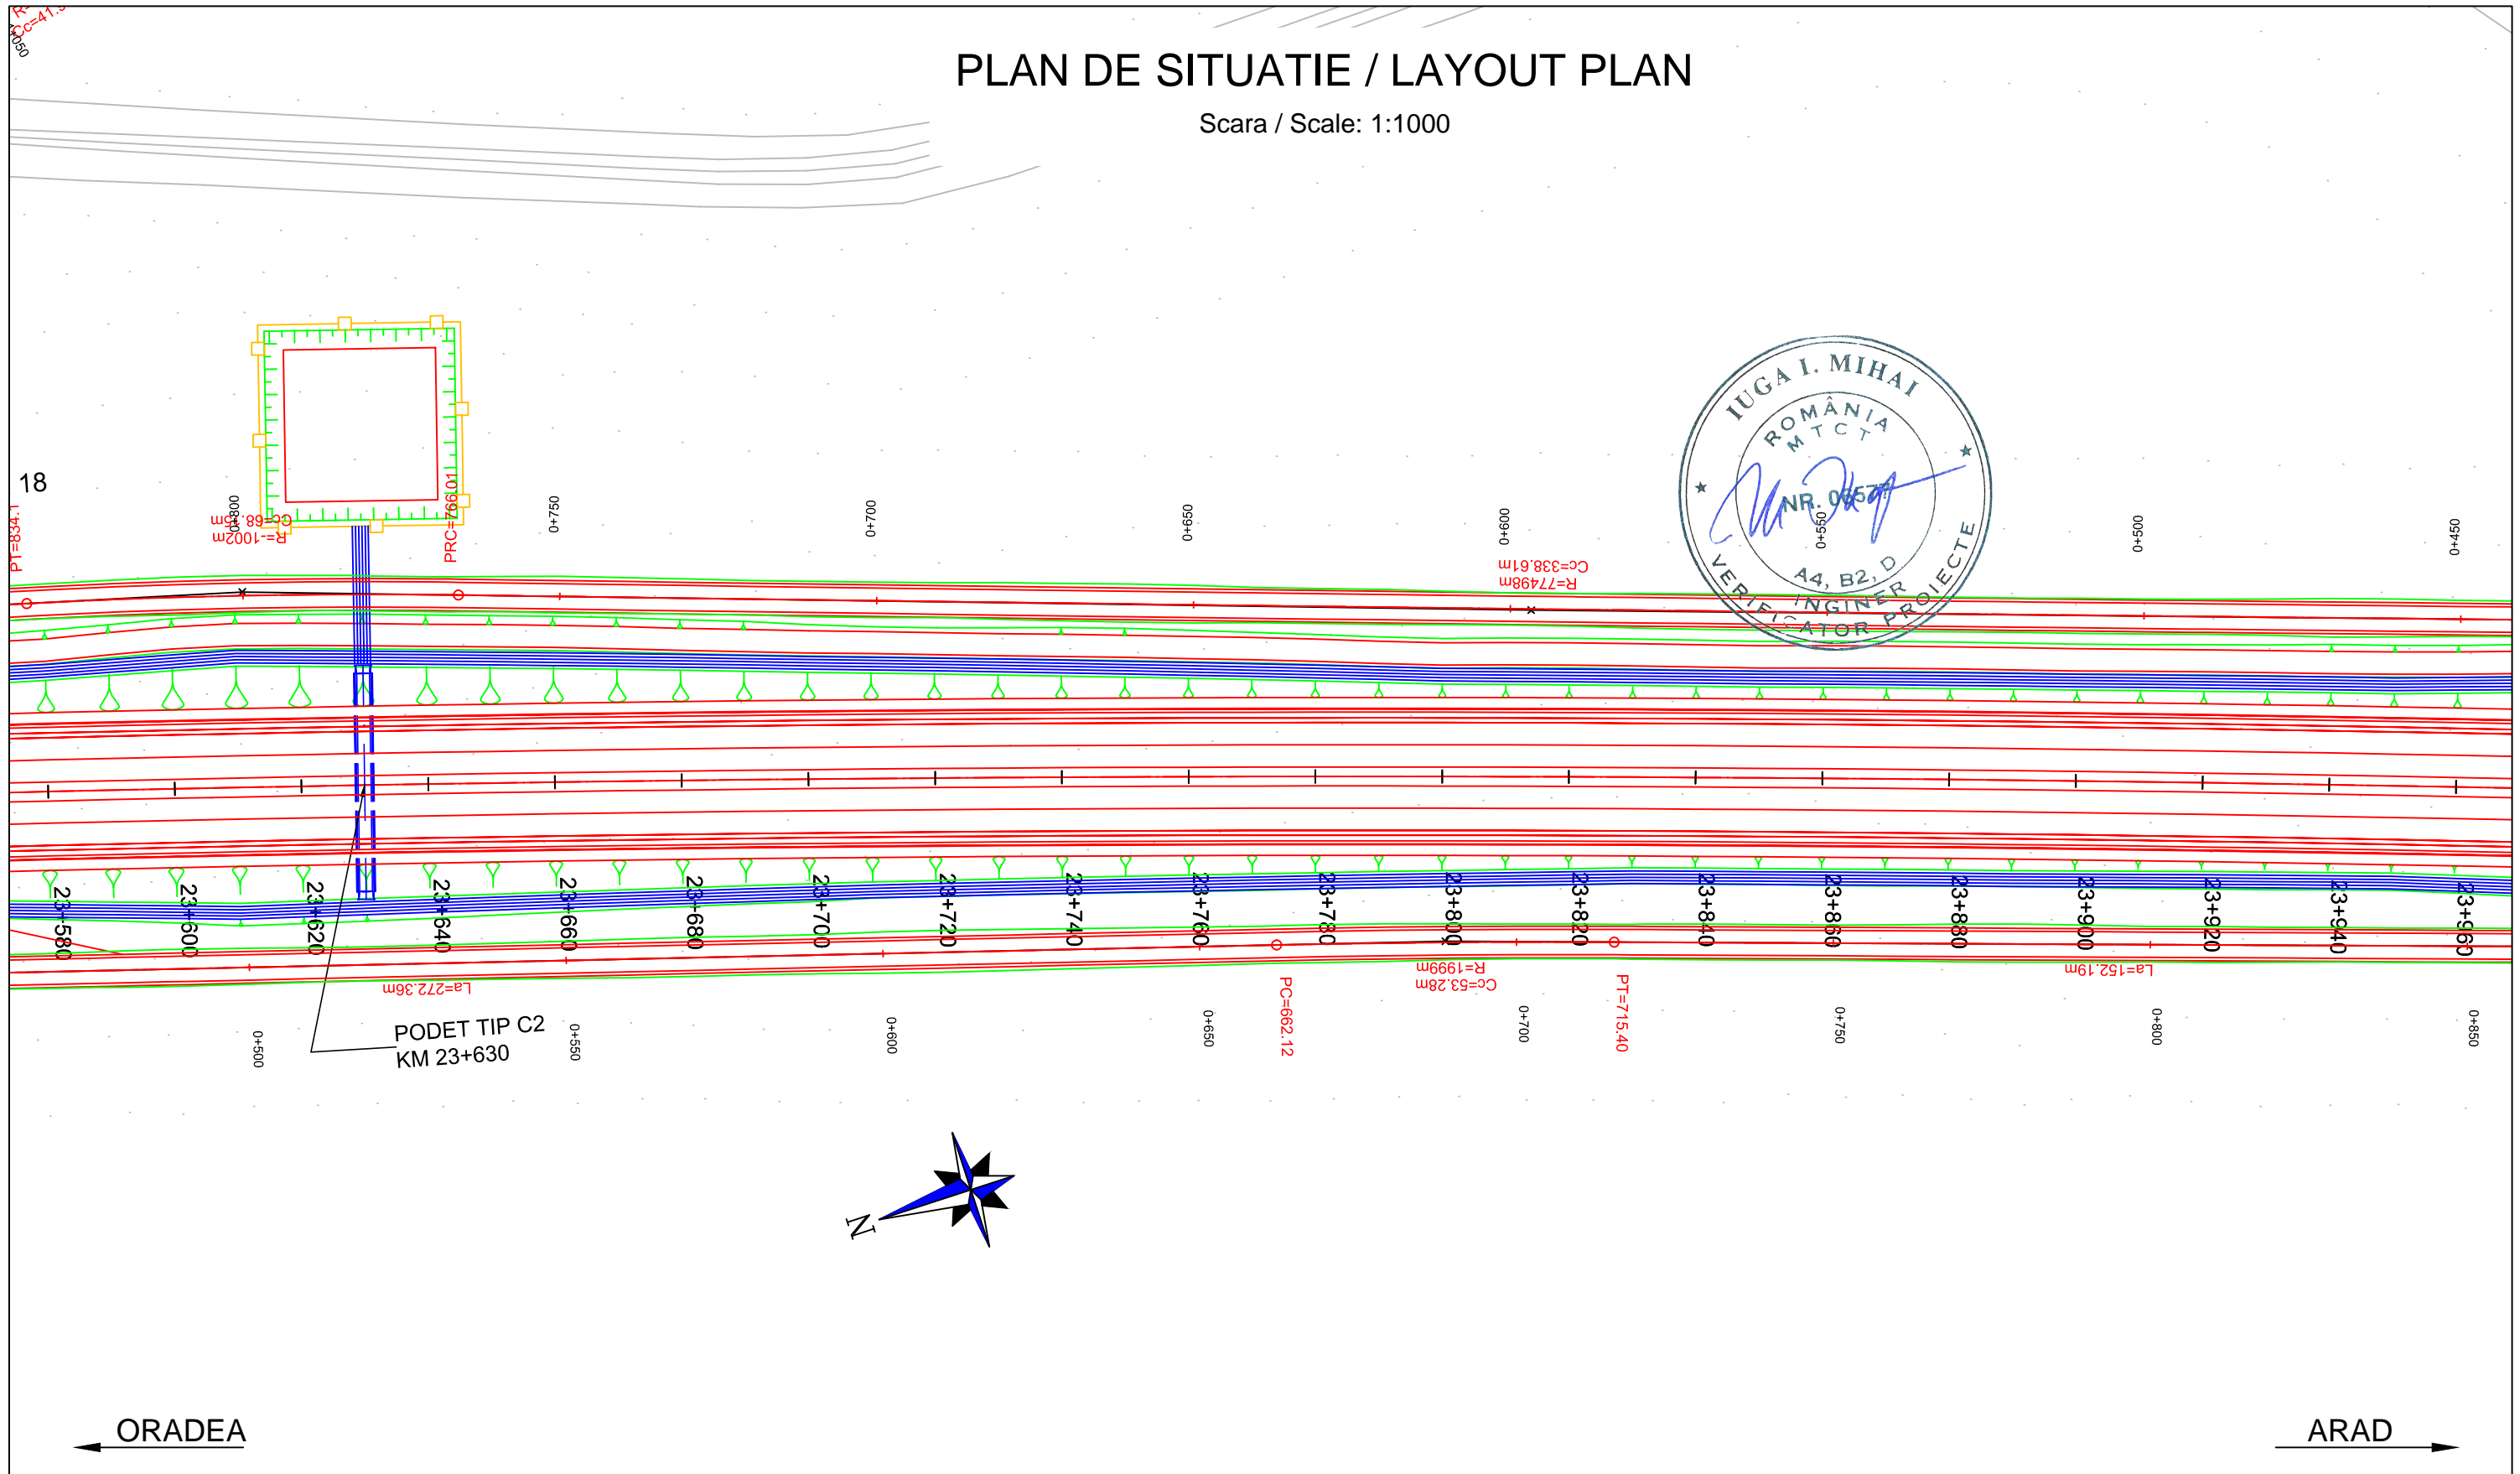 PLAN DE SITUATIE / LAYOUT PLAN
Scara / Scale: 1:1000
+050
18
PT=834.1
Cc=68.15m
R=-1002m
0+800
PRC=766.01
0+750
0+700
0+650
0+600
Cc=338.61m
R=77498m
0+550
0+500
0+450
IUGA I. MIHAI
ROMÂNIA
M T C T
NR. 06577
A4, B2, D
INGINER
VERIFICATOR PROIECTE
23+580
23+600
23+620
23+640
23+660
23+680
23+700
23+720
23+740
23+760
23+780
23+800
23+820
23+840
23+860
23+880
23+900
23+920
23+940
23+960
La=272.36m
PC=662.12
R=1999m
Cc=53.28m
PT=715.40
La=152.19m
0+500
0+550
0+600
0+650
0+700
0+750
0+800
0+850
PODET TIP C2
KM 23+630
N
ORADEA
ARAD